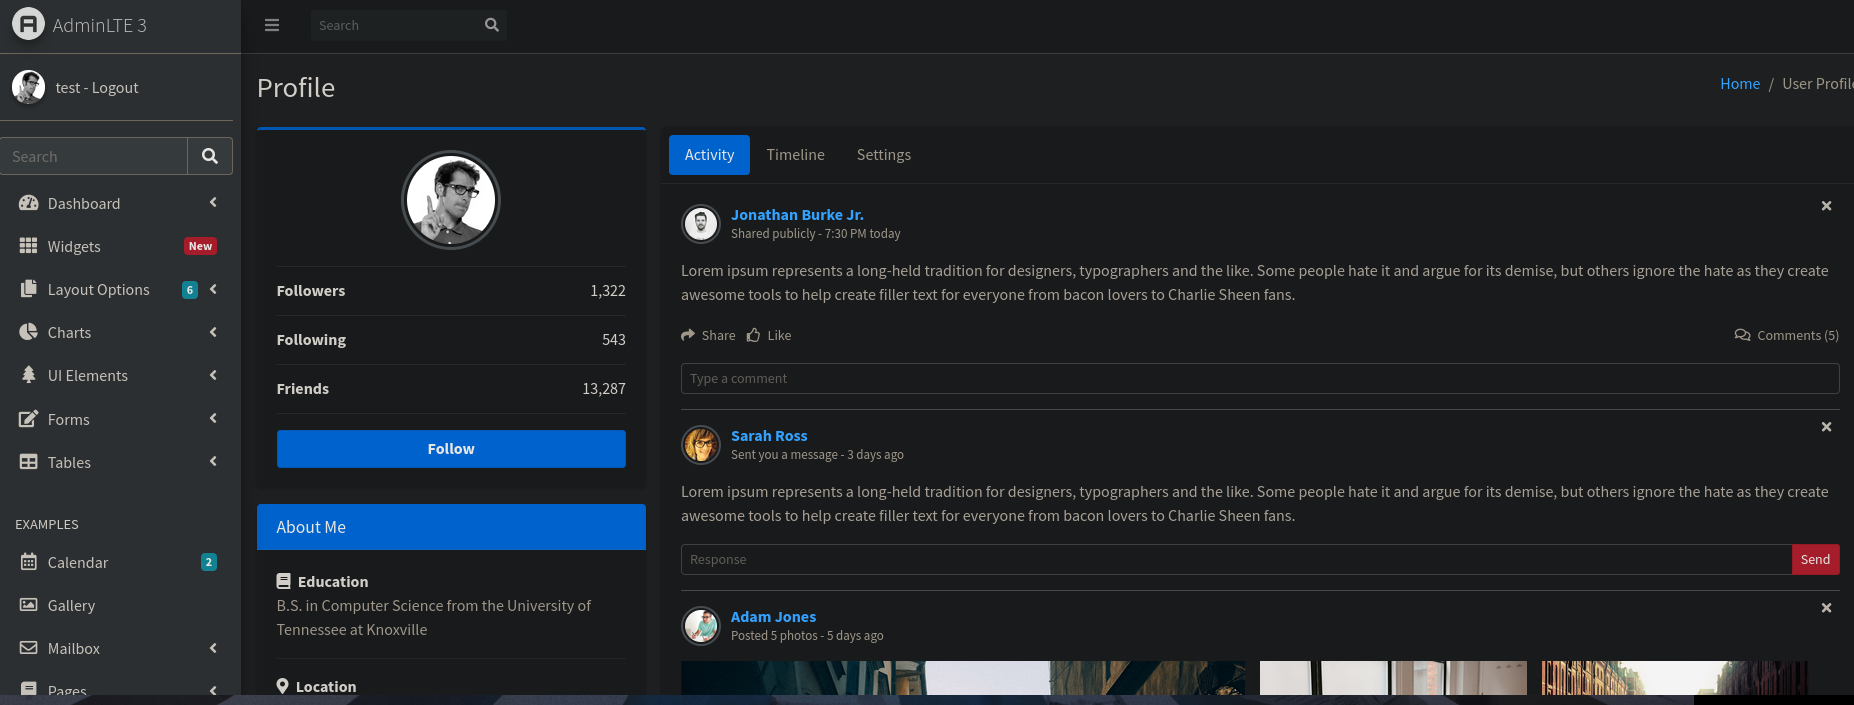 AdminLTE 3
Search
test - Logout
Search
Dashboard
Widgets
New
Layout Options
6
Charts
UI Elements
Forms
Tables
EXAMPLES
Calendar
2
Gallery
Mailbox
Pages
Profile
Home / User Profile
Followers 1,322
Following 543
Friends 13,287
Follow
About Me
Education
B.S. in Computer Science from the University of
Tennessee at Knoxville
Location
Activity Timeline Settings
Jonathan Burke Jr.
Shared publicly - 7:30 PM today
Lorem ipsum represents a long-held tradition for designers, typographers and the like. Some people hate it and argue for its demise, but others ignore the hate as they create
awesome tools to help create filler text for everyone from bacon lovers to Charlie Sheen fans.
Share Like Comments (5)
Type a comment
Sarah Ross
Sent you a message - 3 days ago
Lorem ipsum represents a long-held tradition for designers, typographers and the like. Some people hate it and argue for its demise, but others ignore the hate as they create
awesome tools to help create filler text for everyone from bacon lovers to Charlie Sheen fans.
Response
Send
Adam Jones
Posted 5 photos - 5 days ago